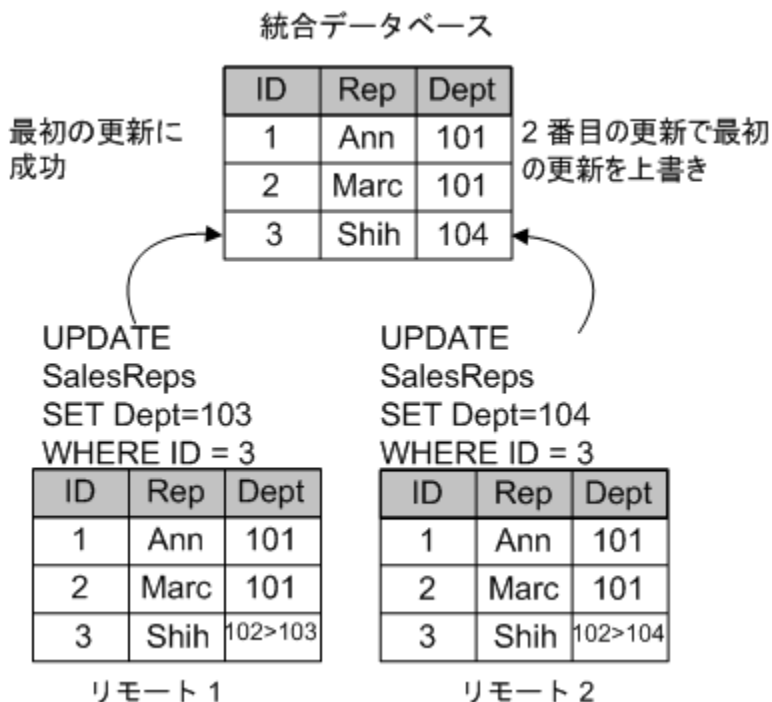 統合データベース
ID Rep Dept
1 Ann 101
2 Marc 101
3 Shih 104
最初の更新に
成功
2 番目の更新で最初
の更新を上書き
UPDATE
SalesReps
SET Dept=103
WHERE ID = 3
ID Rep Dept
1 Ann 101
2 Marc 101
3 Shih 102>103
リモート 1
UPDATE
SalesReps
SET Dept=104
WHERE ID = 3
ID Rep Dept
1 Ann 101
2 Marc 101
3 Shih 102>104
リモート 2